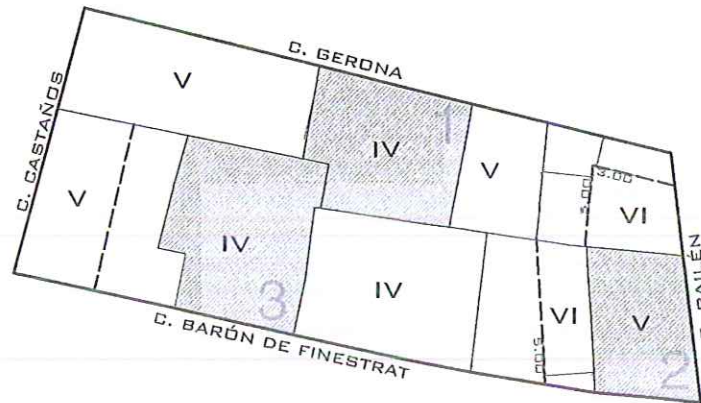 C. GERONA
C. CASTAÑOS
V
1
IV
V
3.00
5.00
VI
V
IV
3
IV
VI
5.00
V
2
BAILÉN
C. BARÓN DE FINESTRAT